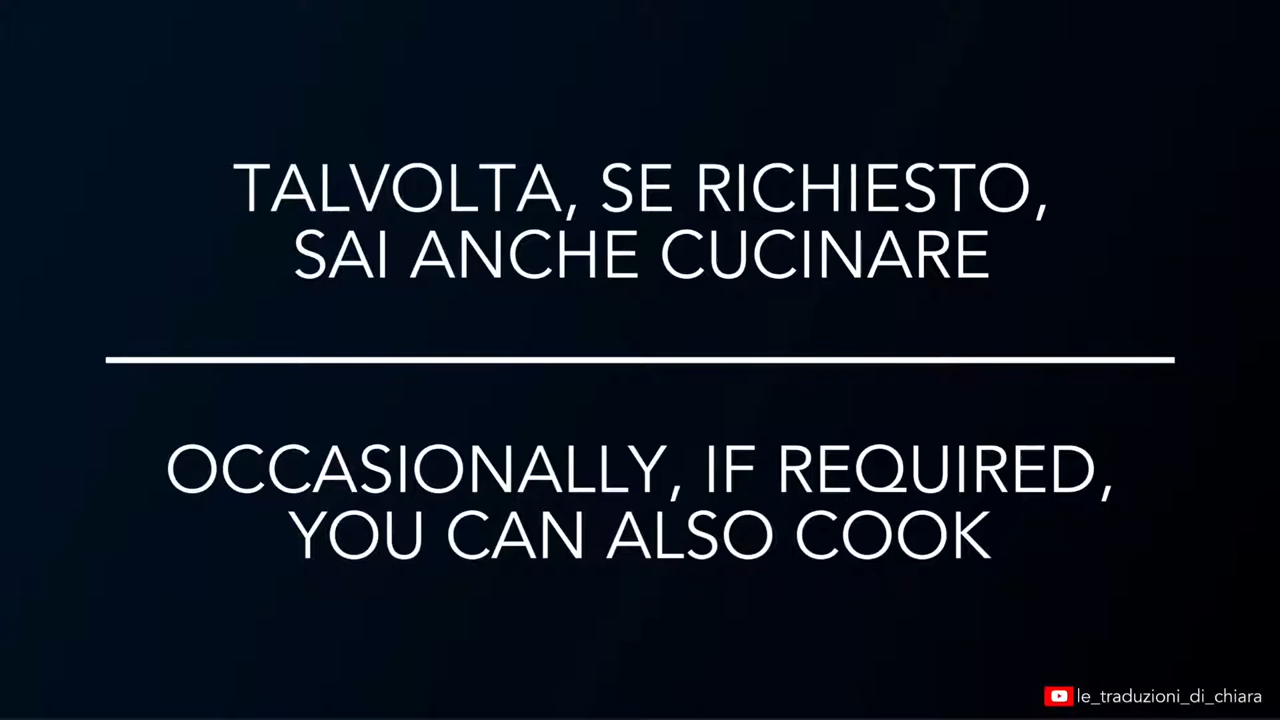 TALVOLTA, SE RICHIESTO,
SAI ANCHE CUCINARE
OCCASIONALLY, IF REQUIRED,
YOU CAN ALSO COOK
le_traduzioni_di_chiara